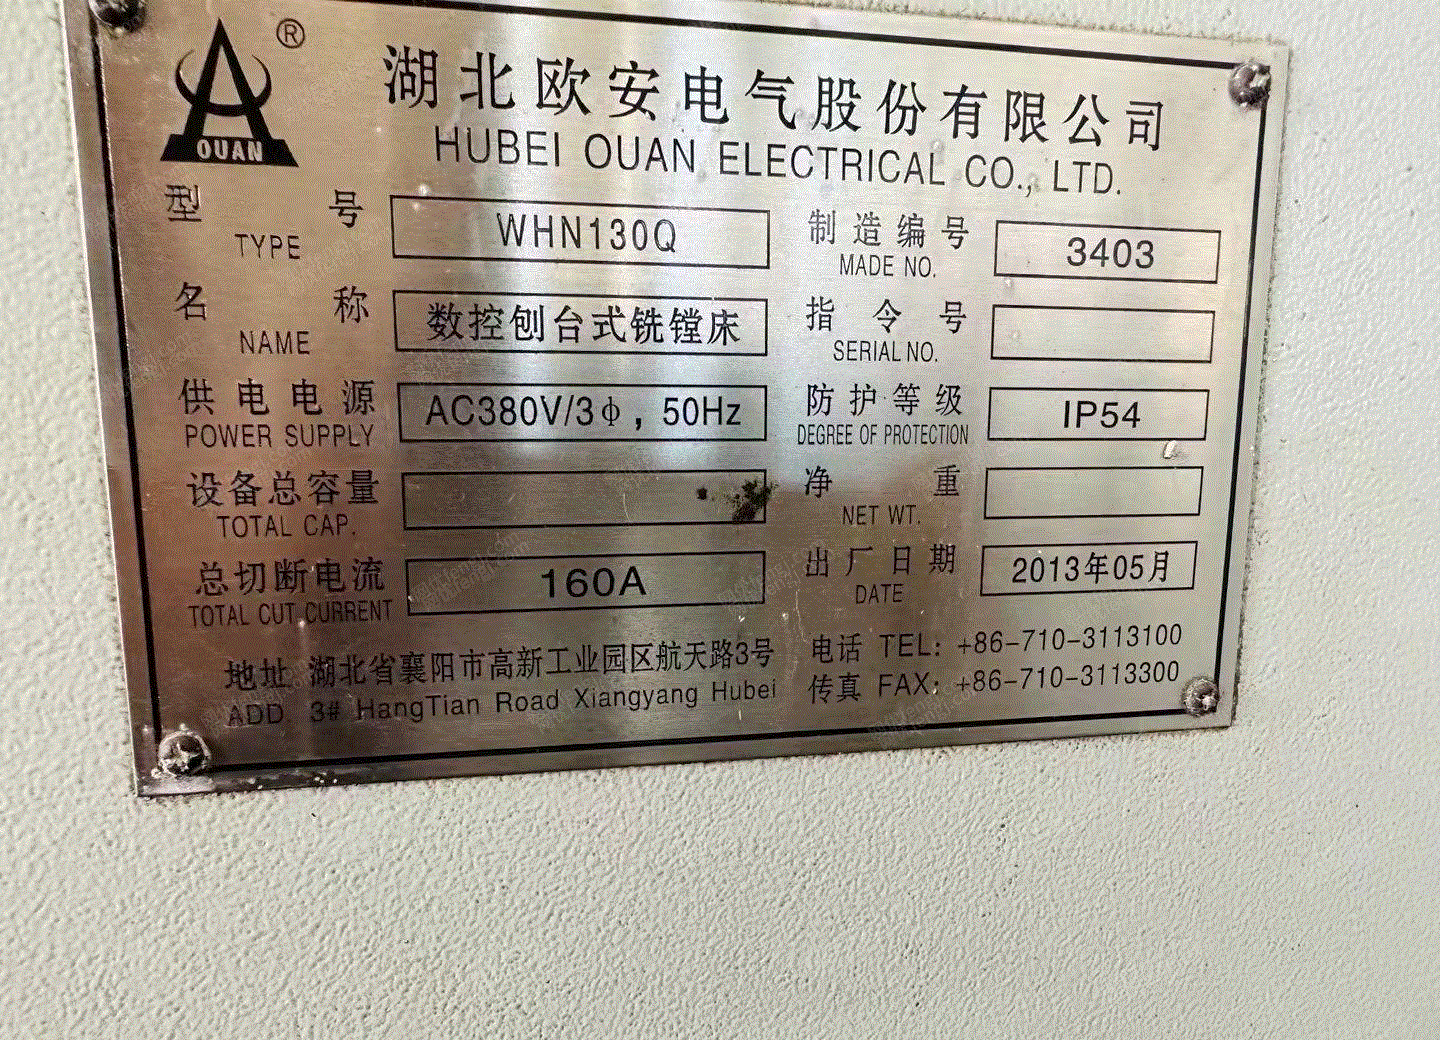 ®
OUAN
湖北欧安电气股份有限公司
HUBEI OUAN ELECTRICAL CO., LTD.
型号 WHN130Q 制造编号 3403
TYPE MADE NO.
名称 数控刨台式铣镗床 指令号
NAME SERIAL NO.
供电电源 AC380V/3ф, 50Hz 防护等级 IP54
POWER SUPPLY DEGREE OF PROTECTION
设备总容量 净重
TOTAL CAP. NET WT.
总切断电流 160A 出厂日期 2013年05月
TOTAL CUT CURRENT DATE
地址 湖北省襄阳市高新工业园区航天路3号 电话 TEL: +86-710-3113100
ADD 3# HangTian Road Xiangyang Hubei 传真 FAX: +86-710-3113300